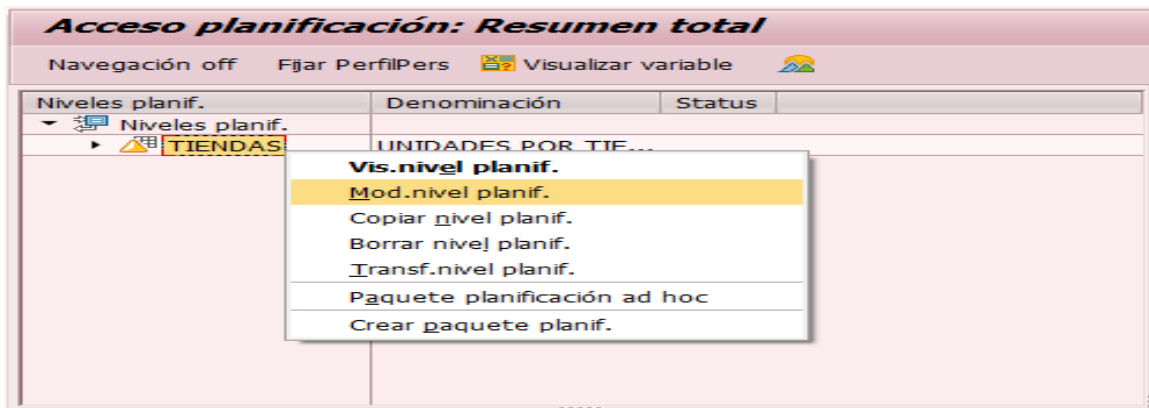 Acceso planificación: Resumen total
Navegación off Fijar PerfilPers Visualizar variable
Niveles planif. Denominación Status
Niveles planif.
TIENDAS UNIDADES POR TIE...
Vis.nivel planif.
Mod.nivel planif.
Copiar nivel planif.
Borrar nivel planif.
Transf.nivel planif.
Paquete planificación ad hoc
Crear paquete planif.